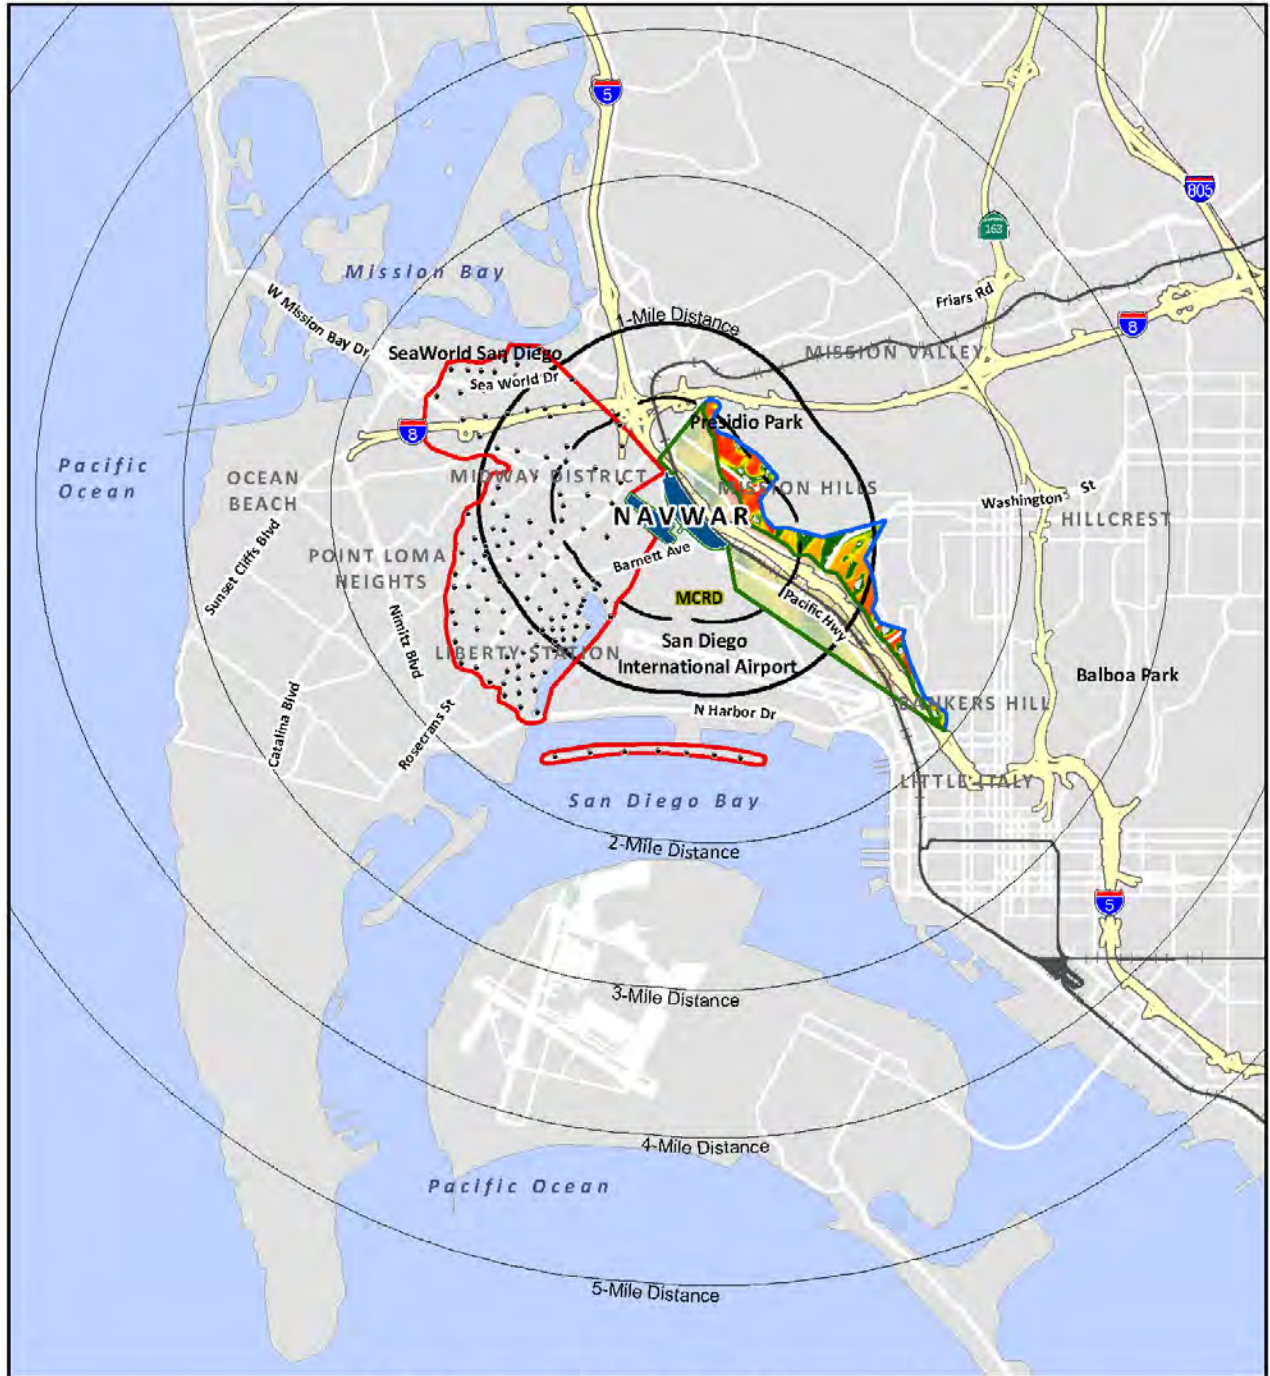 5
805
163
Mission Bay
Friars Rd
W Mission Bay Dr
1-Mile Distance
8
MISSION VALLEY
SeaWorld San Diego
Sea World Dr
Presidio Park
8
Pacific
Ocean
OCEAN
BEACH
MIDWAY DISTRICT
MISSION HILLS
Washington St
HILLCREST
NAVWAR
Sunset Cliffs Blvd
POINT LOMA
HEIGHTS
Barnett Ave
MCRD
Pacific Hwy
Nimitz Blvd
San Diego
International Airport
LIBERTY STATION
Balboa Park
Catalina Blvd
Rosecrans St
N Harbor Dr
BANKERS HILL
LITTLE ITALY
San Diego Bay
2-Mile Distance
5
3-Mile Distance
4-Mile Distance
Pacific Ocean
5-Mile Distance